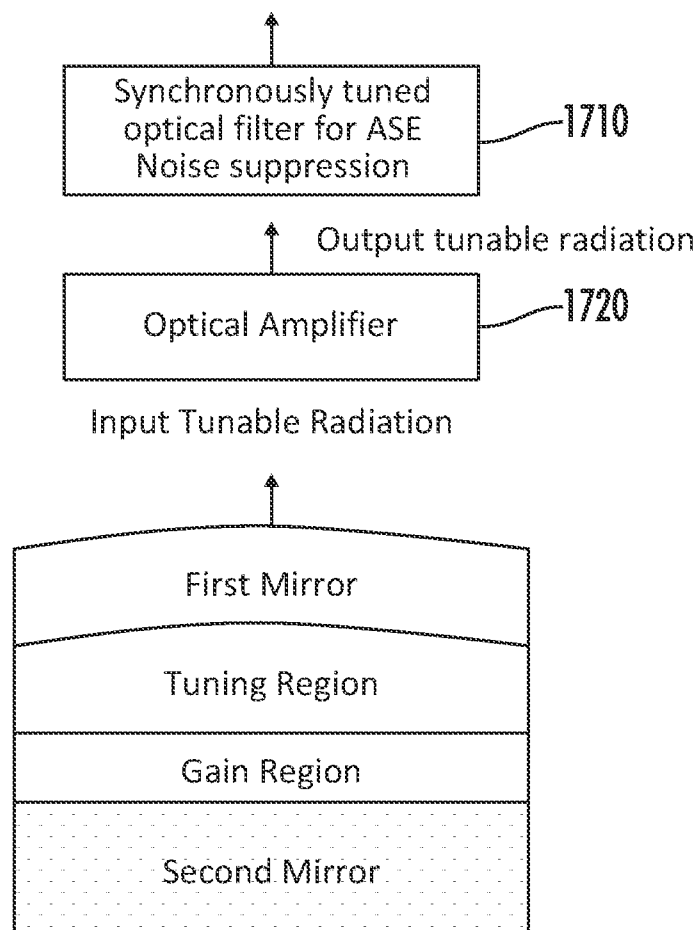 Synchronously tuned
optical filter for ASE
Noise suppression
1710
Output tunable radiation
Optical Amplifier
1720
Input Tunable Radiation
First Mirror
Tuning Region
Gain Region
Second Mirror